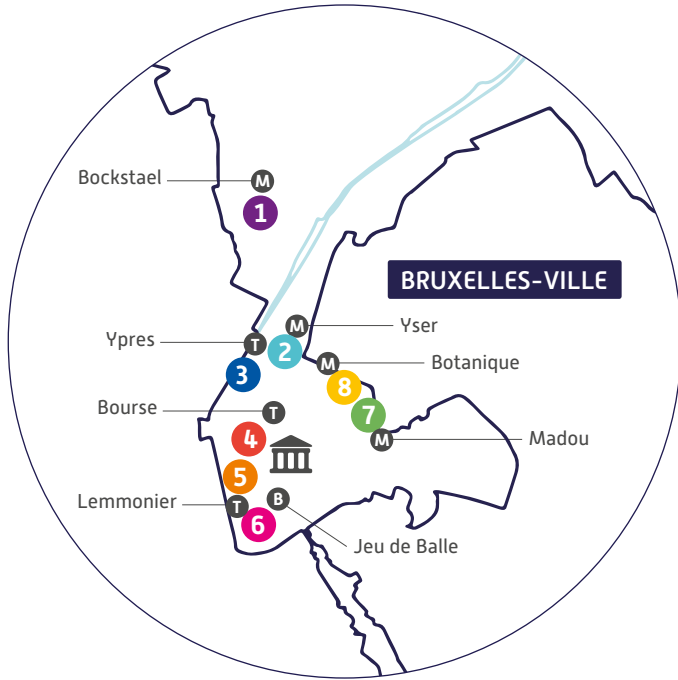 Bockstael
M
1
BRUXELLES-VILLE
Ypres
T
M
Yser
2
3
M
Botanique
8
Bourse
T
7
4
M
Madou
5
Lemmonier
T
B
6
Jeu de Balle